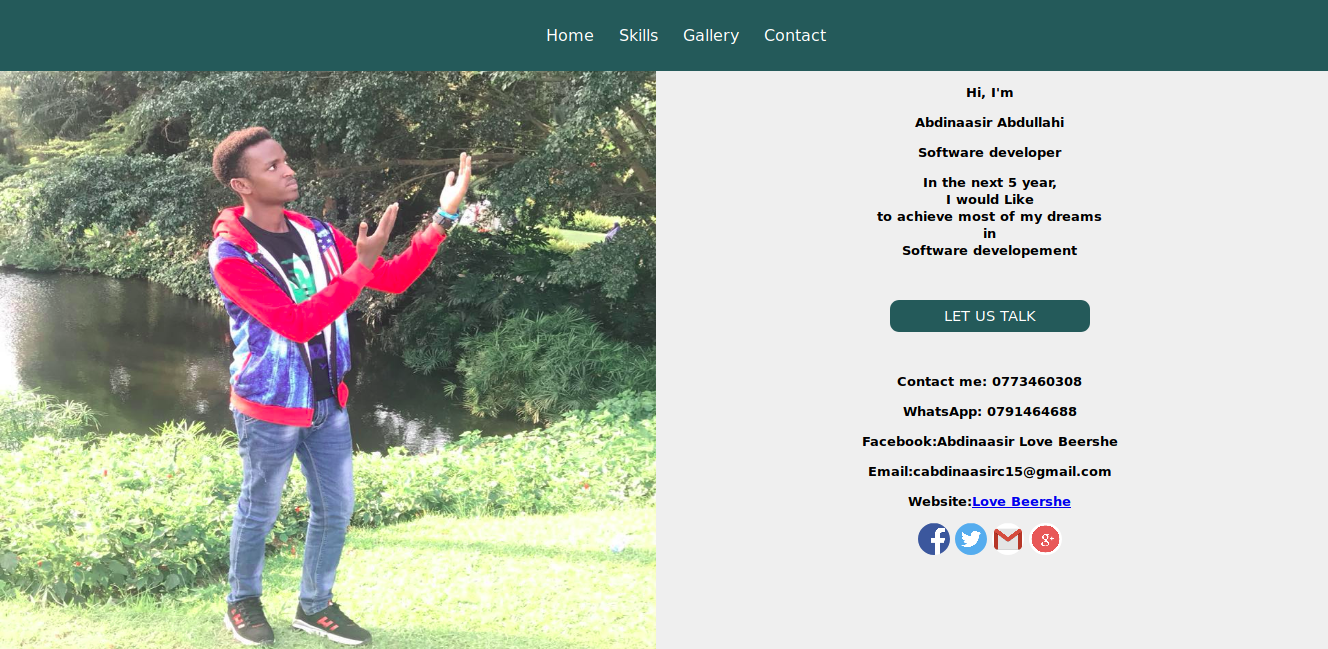 Home Skills Gallery Contact
Hi, I'm
Abdinaasir Abdullahi
Software developer
In the next 5 year,
I would Like
to achieve most of my dreams
in
Software developement
LET US TALK
Contact me: 0773460308
WhatsApp: 0791464688
Facebook:Abdinaasir Love Beershe
Email:cabdinaasirc15@gmail.com
Website:Love Beershe